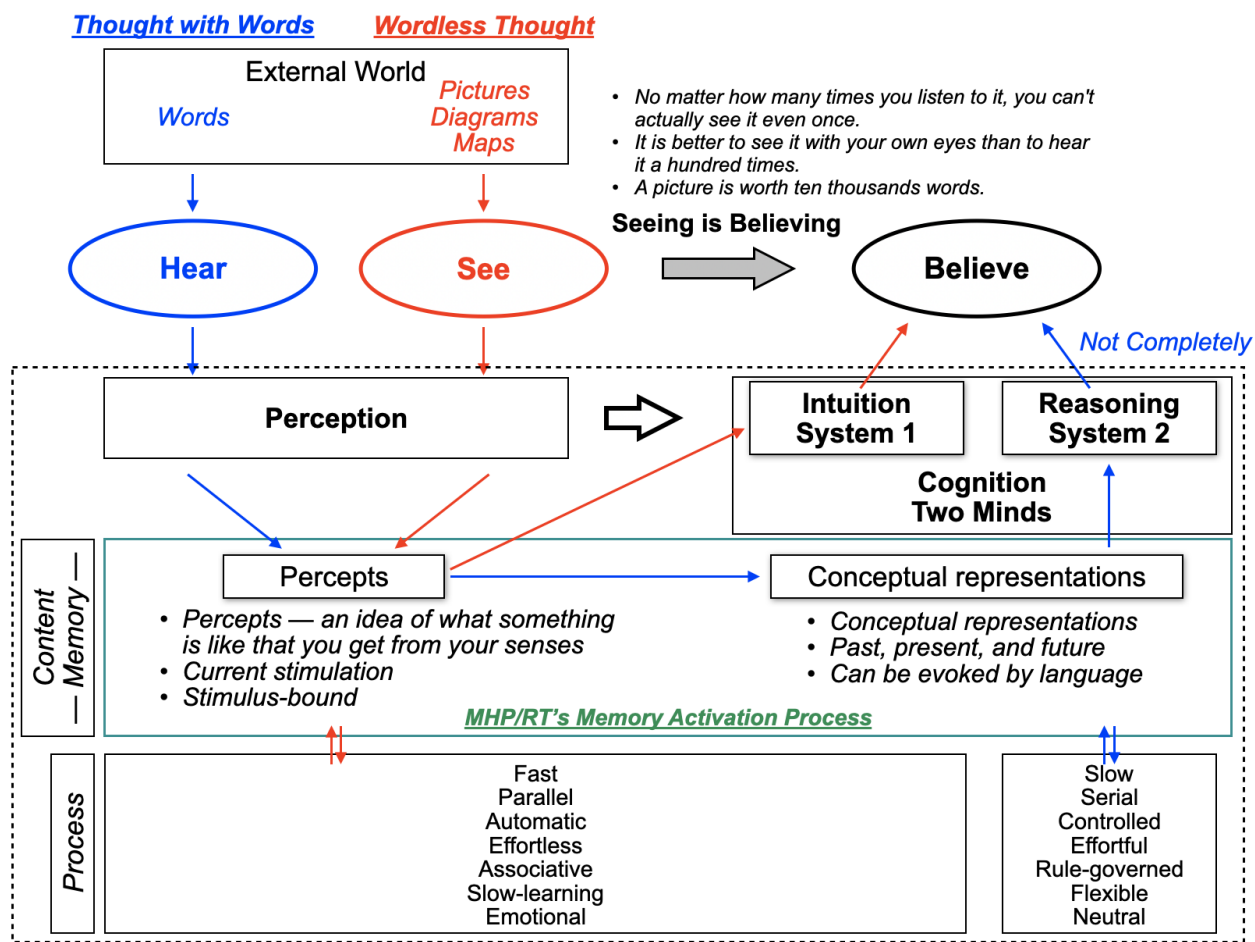 Thought with Words
Wordless Thought
External World
Words
Pictures
Diagrams
Maps
• No matter how many times you listen to it, you can't
actually see it even once.
• It is better to see it with your own eyes than to hear
it a hundred times.
• A picture is worth ten thousands words.
Seeing is Believing
Hear
See
Believe
Not Completely
Perception
Intuition
System 1
Reasoning
System 2
Cognition
Two Minds
Content
— Memory —
Percepts
• Percepts — an idea of what something
is like that you get from your senses
• Current stimulation
• Stimulus-bound
Conceptual representations
• Conceptual representations
• Past, present, and future
• Can be evoked by language
MHP/RT's Memory Activation Process
Process
Fast
Parallel
Automatic
Effortless
Associative
Slow-learning
Emotional
Slow
Serial
Controlled
Effortful
Rule-governed
Flexible
Neutral